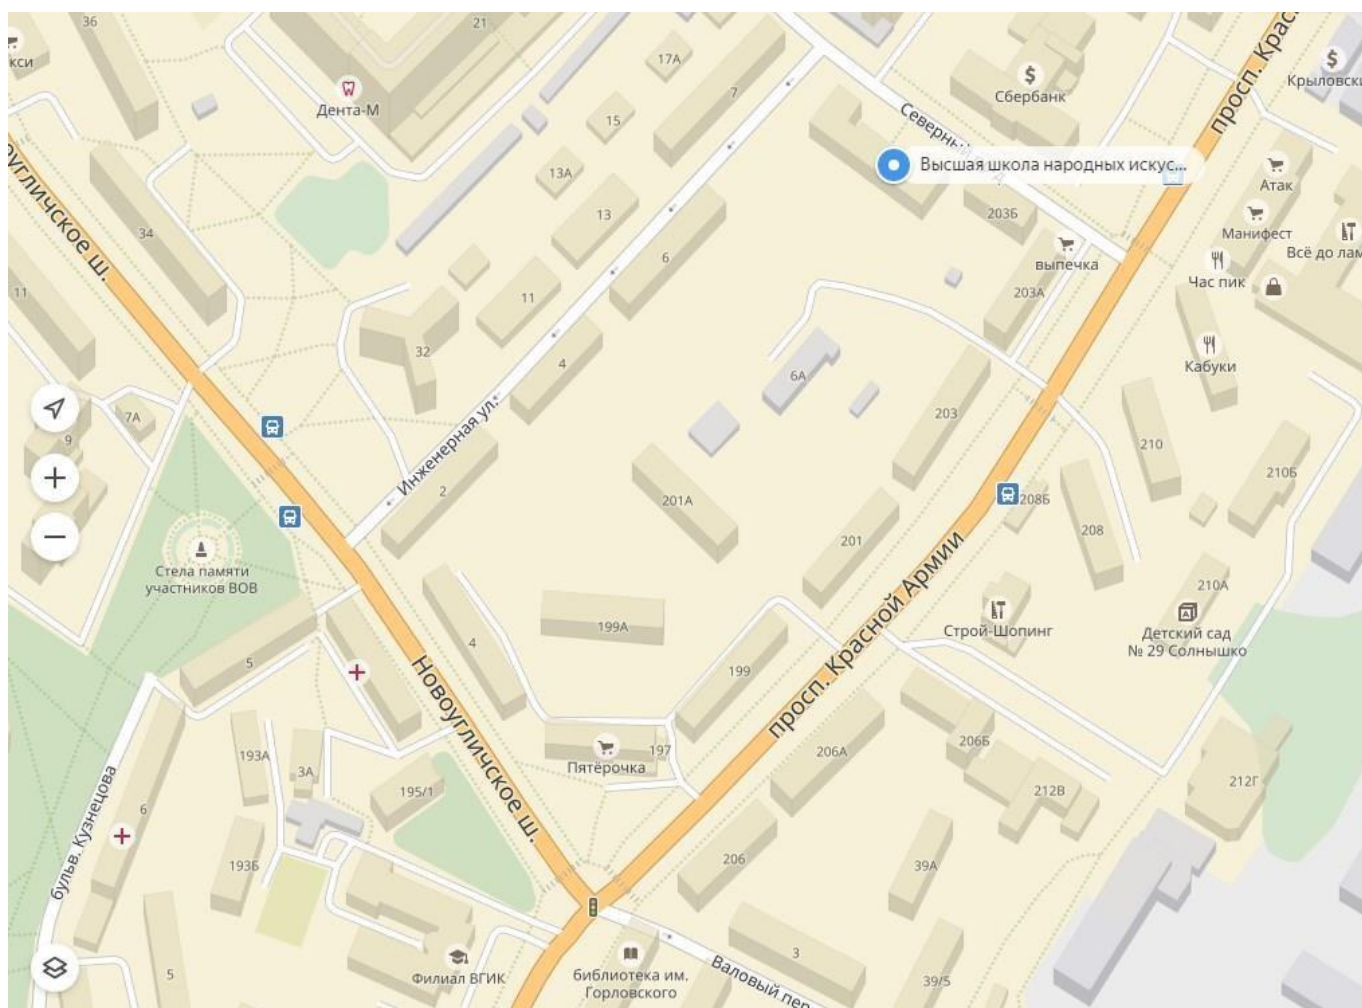 36
21
17А
кси
Дента-М
7
15
13А
13
34
6
11
11
32
4
7А
9
Инженерная ул.
2
201А
Стела памяти
участников ВОВ
5
4
199А
199
Новоугличское ш.
Пятёрочка
197
193А
3А
195/1
6
193Б
бульв. Кузнецова
5
Филиал ВГИК
библиотека им.
Горловского
Сбербанк
Северный
Высшая школа народных искус...
203Б
выпечка
203А
6А
203
201
просп. Крас
Крыловски
Атак
Манифест
Всё до лам
Час пик
Кабуки
210
210Б
208Б
208
просп. Красной Армии
210А
Строй-Шопинг
Детский сад
№ 29 Солнышко
206А
206Б
212В
212Г
206
39А
3
39/5
Валовый пер
оугличское ш.